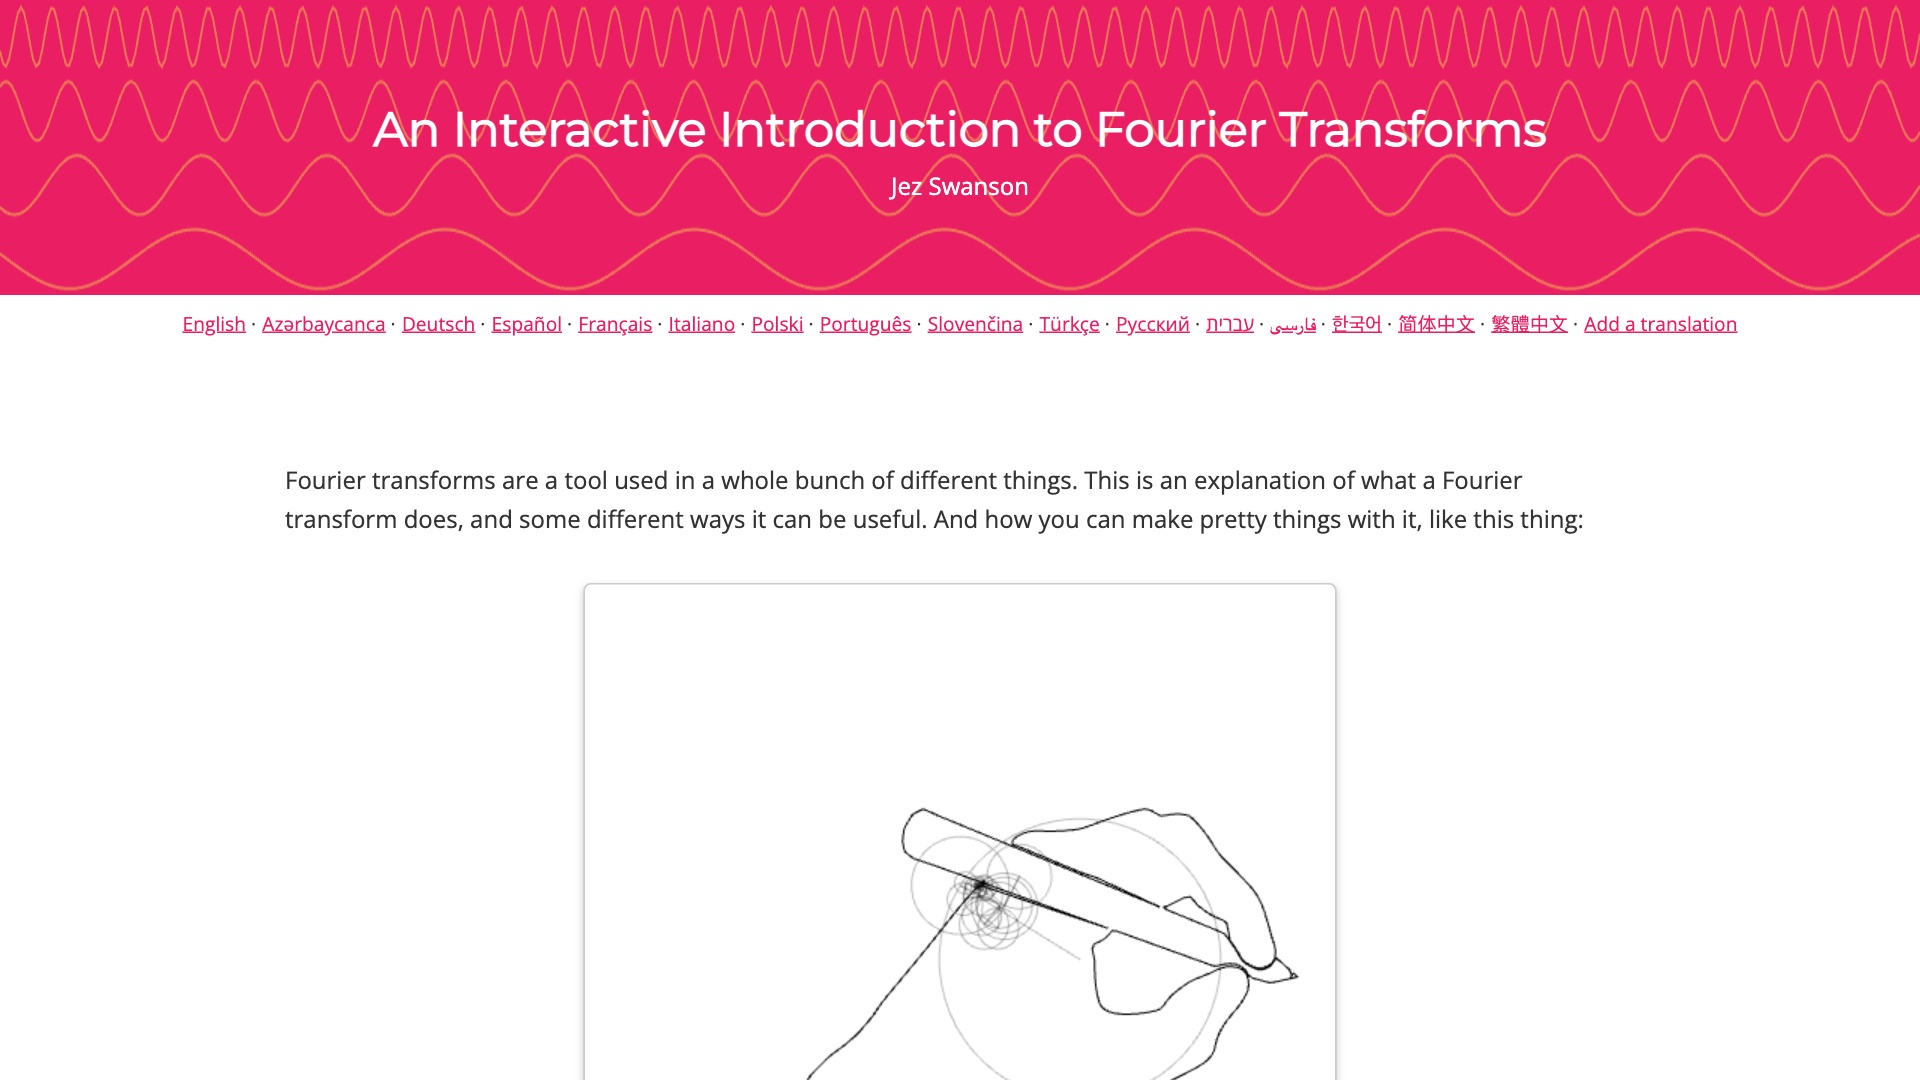 An Interactive Introduction to Fourier Transforms
Jez Swanson
English · Azərbaycanca · Deutsch · Español · Français · Italiano · Polski · Português · Slovenčina · Türkçe · Русский · עברית · فارسی · 한국어 · 简体中文 · 繁體中文 · Add a translation
Fourier transforms are a tool used in a whole bunch of different things. This is an explanation of what a Fourier
transform does, and some different ways it can be useful. And how you can make pretty things with it, like this thing: